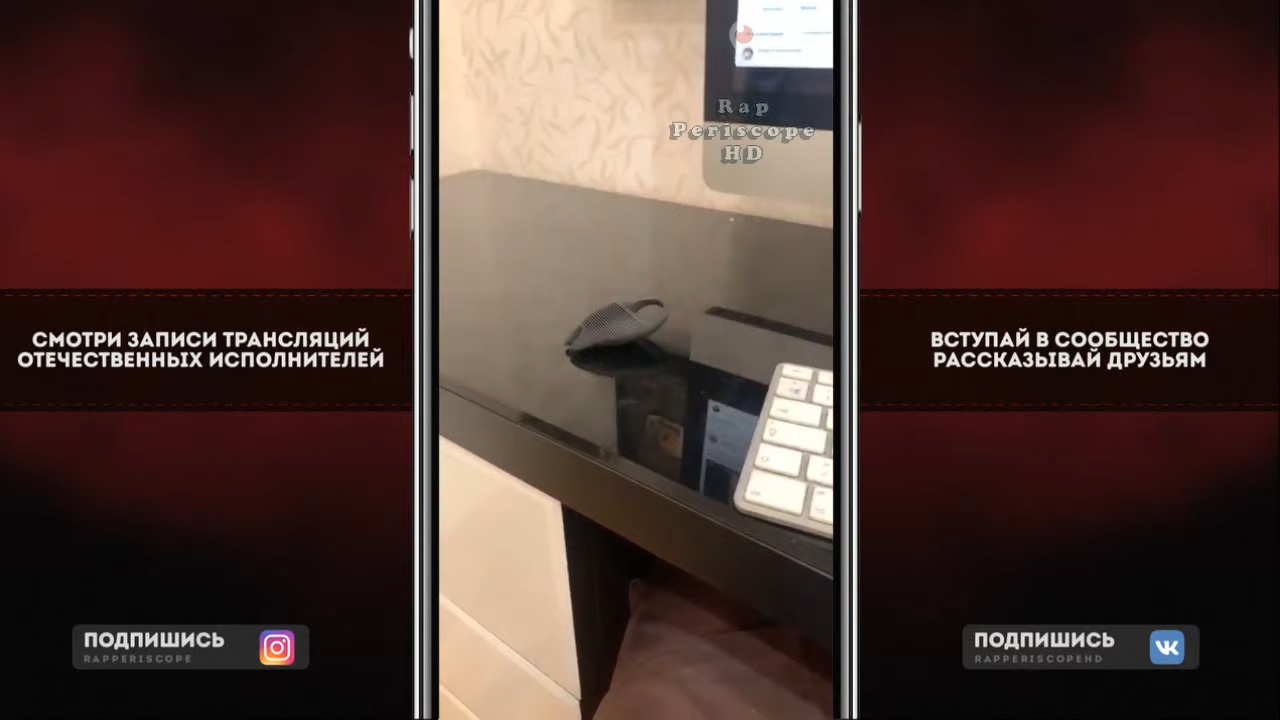 Rap
Periscope
HD
СМОТРИ ЗАПИСИ ТРАНСЛЯЦИЙ
ОТЕЧЕСТВЕННЫХ ИСПОЛНИТЕЛЕЙ
ВСТУПАЙ В СООБЩЕСТВО
РАССКАЗЫВАЙ ДРУЗЬЯМ
ПОДПИШИСЬ
RAPPERISCOPE
ПОДПИШИСЬ
RAPPERISCOPEHD